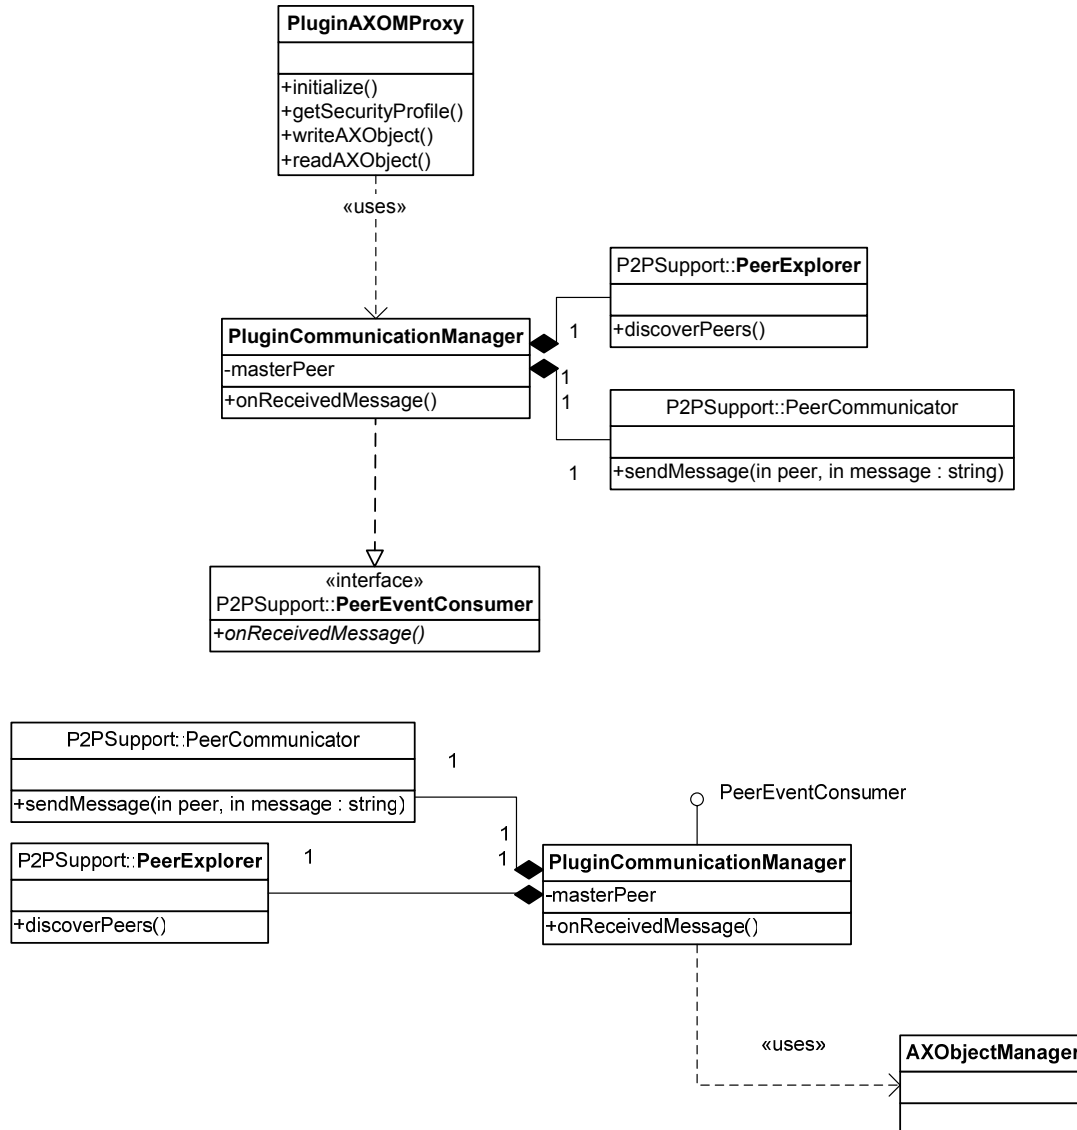 PluginAXOMProxy
+initialize()
+getSecurityProfile()
+writeAXObject()
+readAXObject()
«uses»
P2PSupport::PeerExplorer
+discoverPeers()
1
PluginCommunicationManager
-masterPeer
+onReceivedMessage()
1
1
P2PSupport::PeerCommunicator
+sendMessage(in peer, in message : string)
1
«interface»
P2PSupport::PeerEventConsumer
+onReceivedMessage()
P2PSupport::PeerCommunicator
+sendMessage(in peer, in message : string)
1
PeerEventConsumer
1
P2PSupport::PeerExplorer
+discoverPeers()
1
1
PluginCommunicationManager
-masterPeer
+onReceivedMessage()
«uses»
AXObjectManager